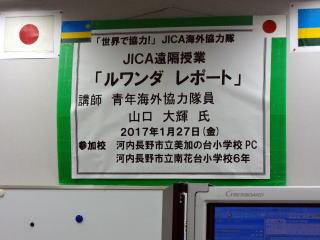 「世界で協力!」 JICA海外協力隊
JICA遠隔授業
「ルワンダ レポート」
講師 青年海外協力隊員
山口 大輝 氏
2017年1月27日(金)
参加校 河内長野市立美加の台小学校 PC
河内長野市立南花台小学校6年